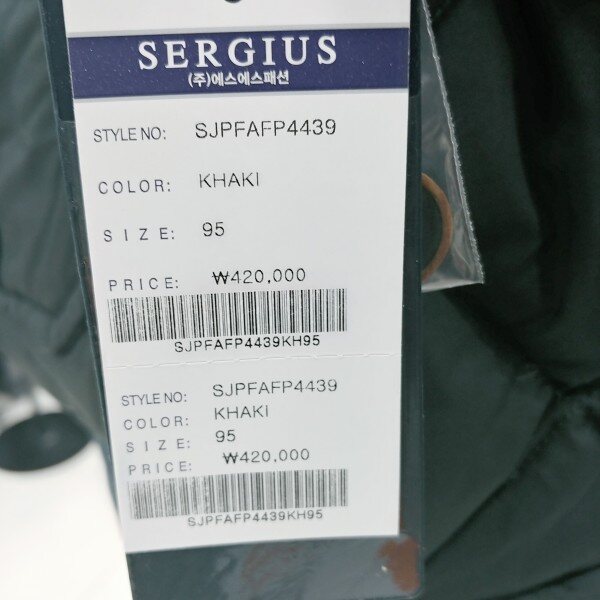 SERGIUS
(주)에스에스패션
STYLE NO: SJPFAFP4439
COLOR: KHAKI
SIZE: 95
PRICE: ₩420,000
SJPFAFP4439KH95
STYLE NO: SJPFAFP4439
COLOR: KHAKI
SIZE: 95
PRICE: ₩420,000
SJPFAFP4439KH95